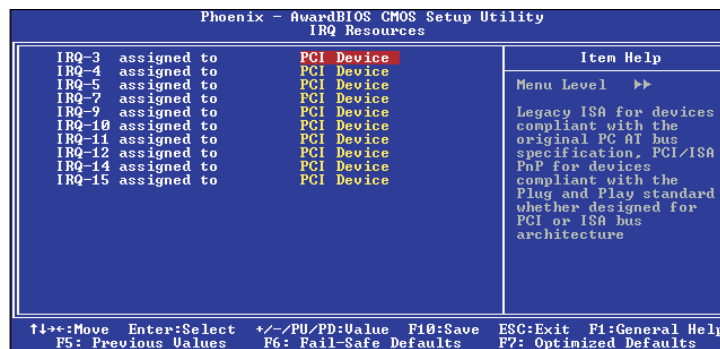 Phoenix - AwardBIOS CMOS Setup Utility
IRQ Resources
IRQ-3 assigned to PCI Device
IRQ-4 assigned to PCI Device
IRQ-5 assigned to PCI Device
IRQ-7 assigned to PCI Device
IRQ-9 assigned to PCI Device
IRQ-10 assigned to PCI Device
IRQ-11 assigned to PCI Device
IRQ-12 assigned to PCI Device
IRQ-14 assigned to PCI Device
IRQ-15 assigned to PCI Device
Item Help
Menu Level ►►
Legacy ISA for devices
compliant with the
original PC AT bus
specification, PCI/ISA
PnP for devices
compliant with the
Plug and Play standard
whether designed for
PCI or ISA bus
architecture
↑↓→←:Move Enter:Select +/-/PU/PD:Value F10:Save ESC:Exit F1:General Help
F5: Previous Values F6: Fail-Safe Defaults F7: Optimized Defaults